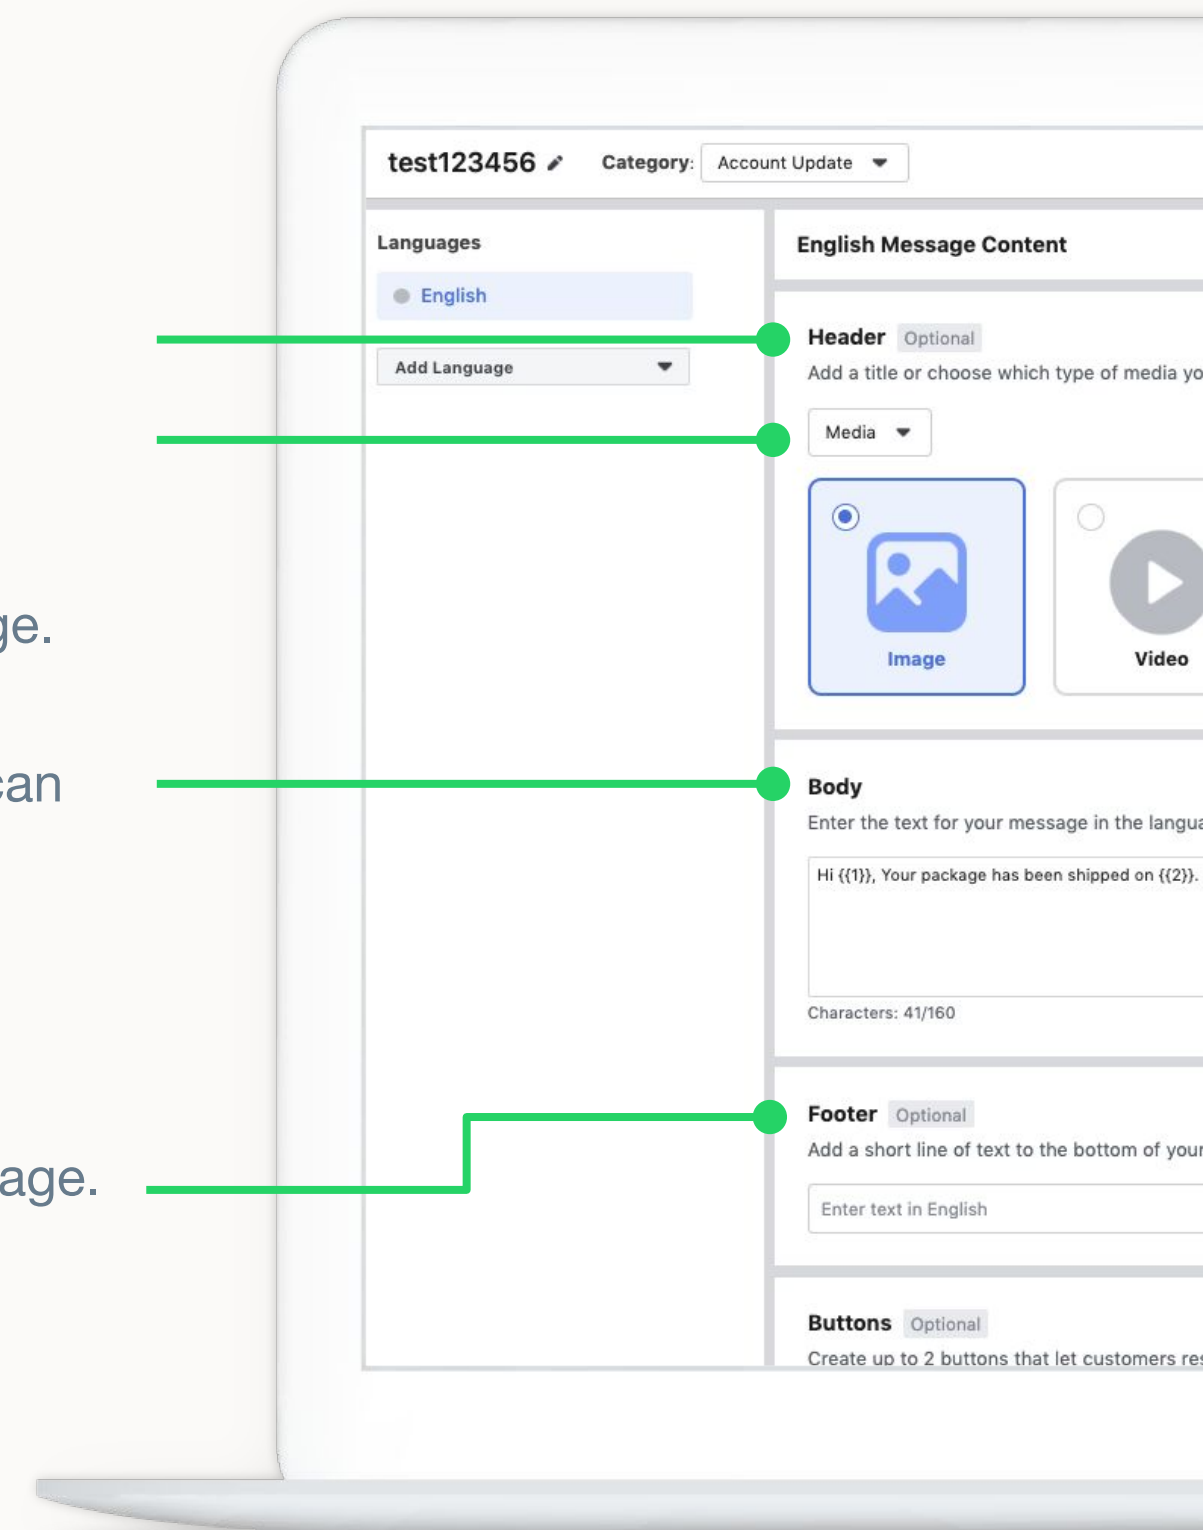 test123456 Category: Account Update
Languages
English
Add Language
English Message Content
Header Optional
Add a title or choose which type of media yo
Media
Image
Video
ge.
can
Body
Enter the text for your message in the langua
Hi {{1}}, Your package has been shipped on {{2}}.
Characters: 41/160
age.
Footer Optional
Add a short line of text to the bottom of your
Enter text in English
Buttons Optional
Create up to 2 buttons that let customers res